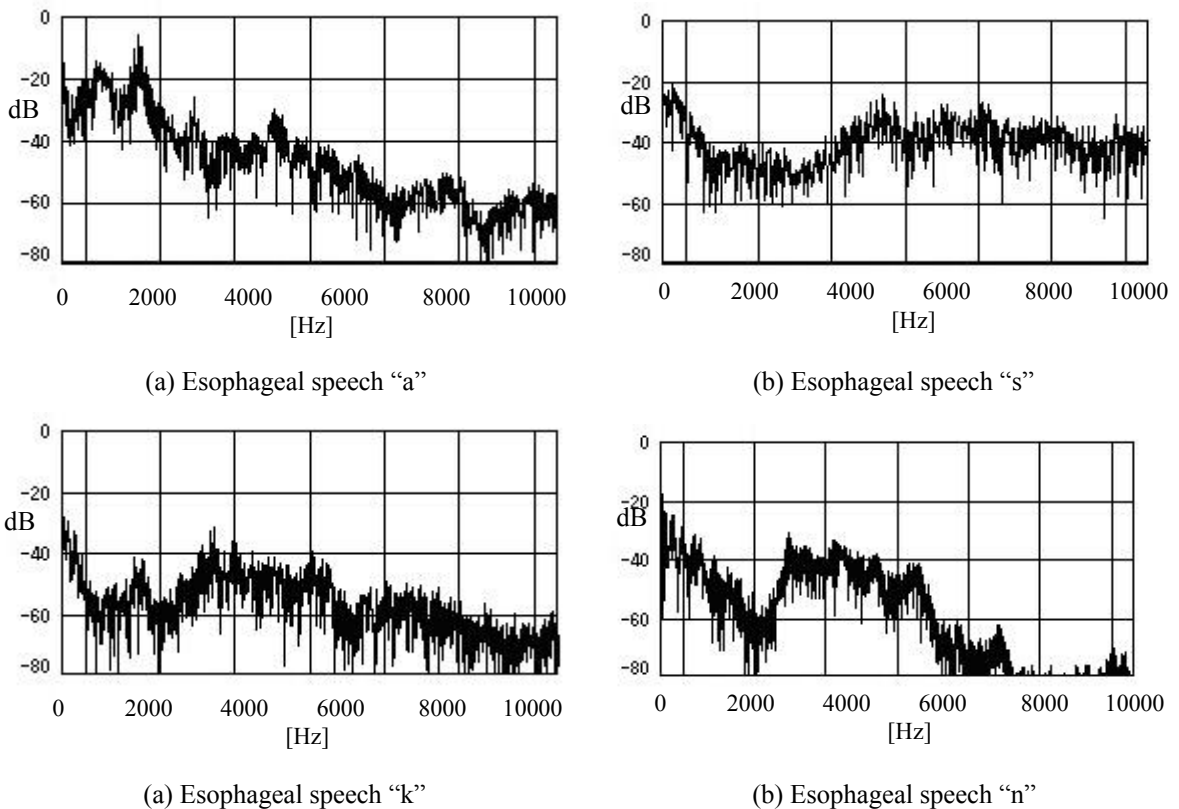 0
−20
dB
−40
−60
−80
0 2000 4000 6000 8000 10000
[Hz]
(a) Esophageal speech “a”
0
−20
dB
−40
−60
−80
0 2000 4000 6000 8000 10000
[Hz]
(b) Esophageal speech “s”
0
−20
dB
−40
−60
−80
0 2000 4000 6000 8000 10000
[Hz]
(a) Esophageal speech “k”
0
−20
dB
−40
−60
−80
0 2000 4000 6000 8000 10000
[Hz]
(b) Esophageal speech “n”